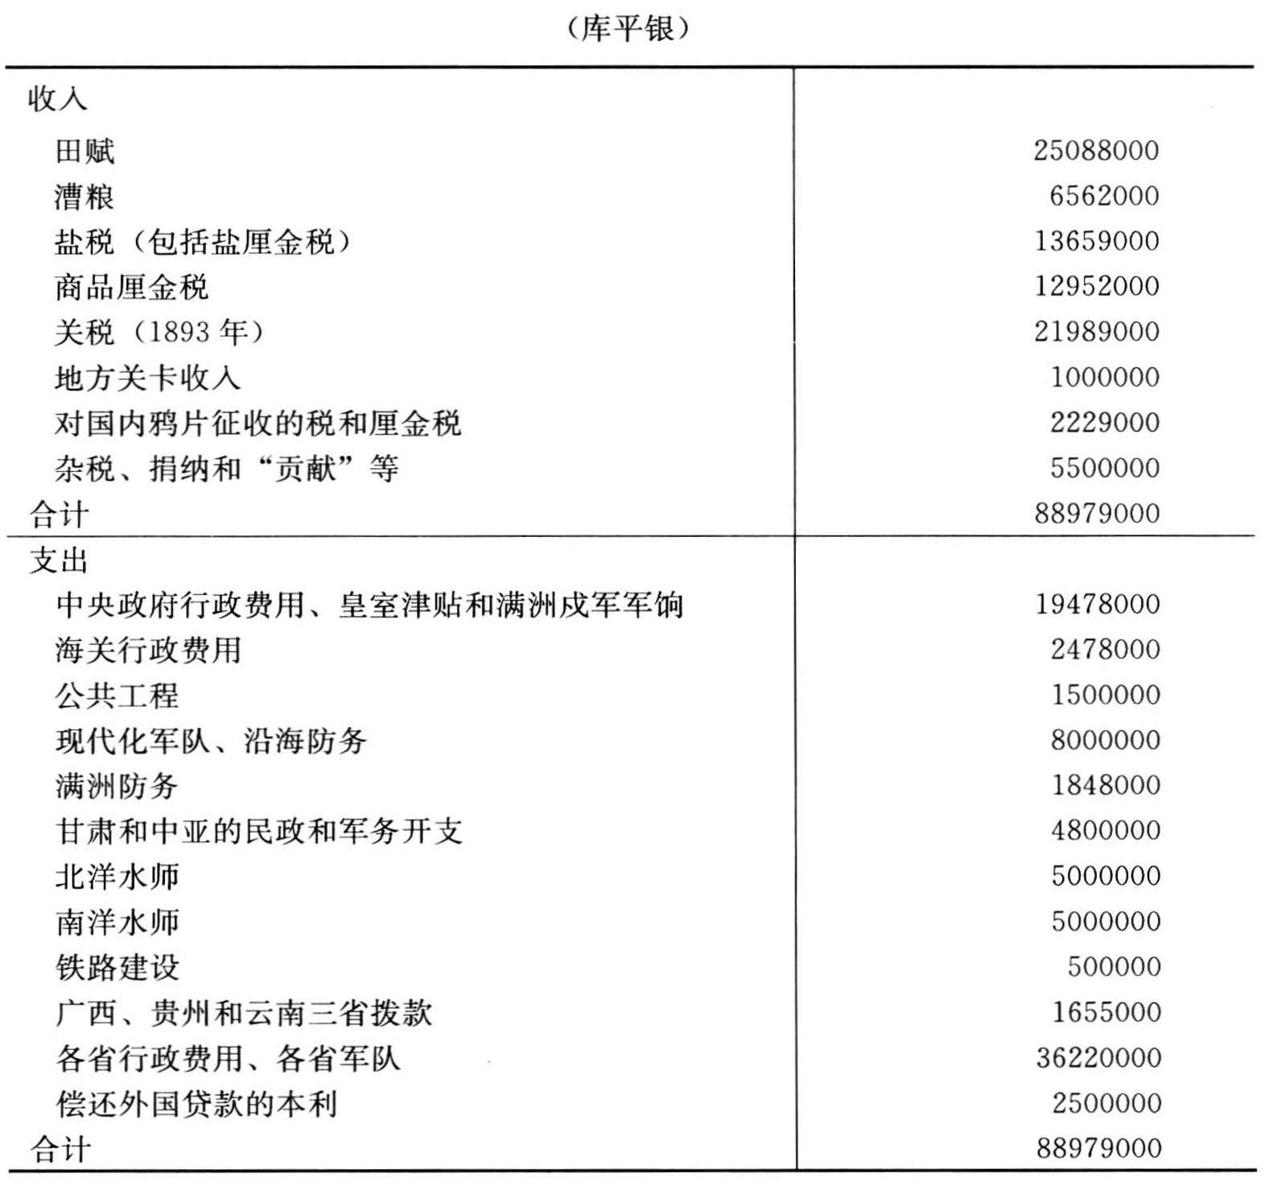 （库平银）
收入
田赋 25088000
漕粮 6562000
盐税（包括盐厘金税） 13659000
商品厘金税 12952000
关税（1893 年） 21989000
地方关卡收入 1000000
对国内鸦片征收的税和厘金税 2229000
杂税、捐纳和“贡献”等 5500000
合计 88979000
支出
中央政府行政费用、皇室津贴和满洲戍军军饷 19478000
海关行政费用 2478000
公共工程 1500000
现代化军队、沿海防务 8000000
满洲防务 1848000
甘肃和中亚的民政和军务开支 4800000
北洋水师 5000000
南洋水师 5000000
铁路建设 500000
广西、贵州和云南三省拨款 1655000
各省行政费用、各省军队 36220000
偿还外国贷款的本利 2500000
合计 88979000